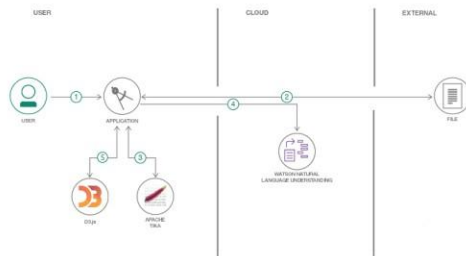 USER
CLOUD
EXTERNAL
1
2
4
USER
APPLICATION
FILE
5
3
WATSON NATURAL
LANGUAGE UNDERSTANDING
D3.js
APACHE
TIKA